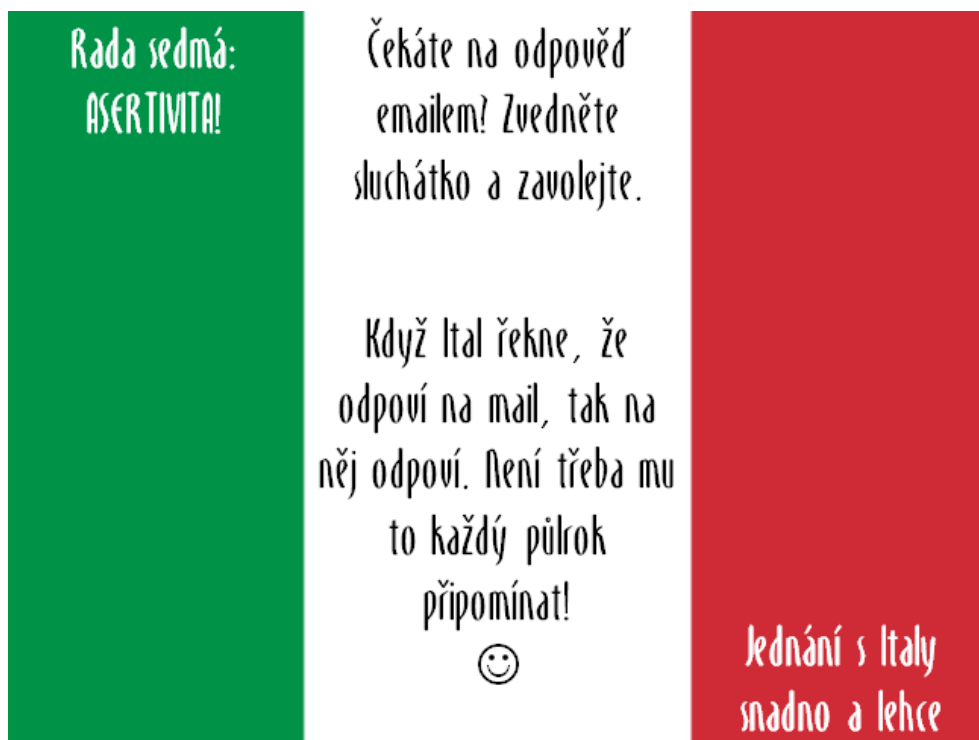 Rada sedmá:
ASERTIVITA!
Čekáte na odpověď
emailem? Zvedněte
sluchátko a zavolejte.
Když Ital řekne, že
odpoví na mail, tak na
něj odpoví. Není třeba mu
to každý půlrok
připomínat!
Jednání s Italy
snadno a lehce